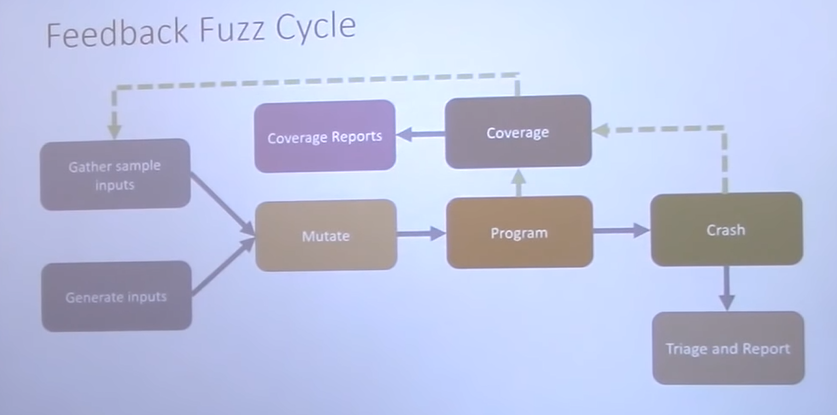 Feedback Fuzz Cycle
Coverage Reports
Coverage
Gather sample
inputs
Mutate
Program
Crash
Generate inputs
Triage and Report